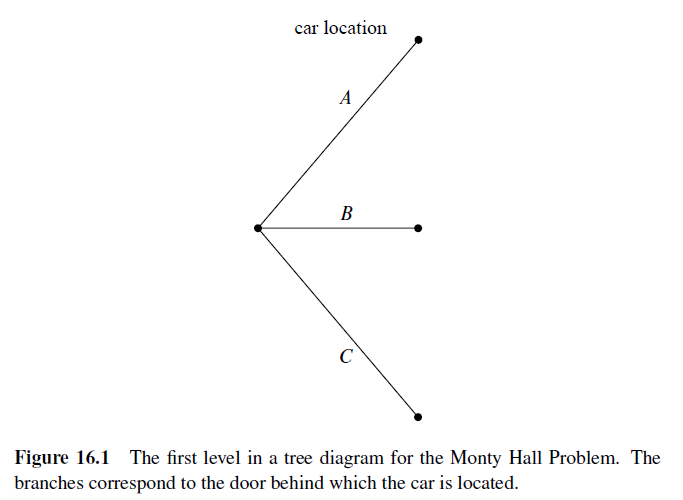 car location
A
B
C
Figure 16.1 The first level in a tree diagram for the Monty Hall Problem. The
branches correspond to the door behind which the car is located.